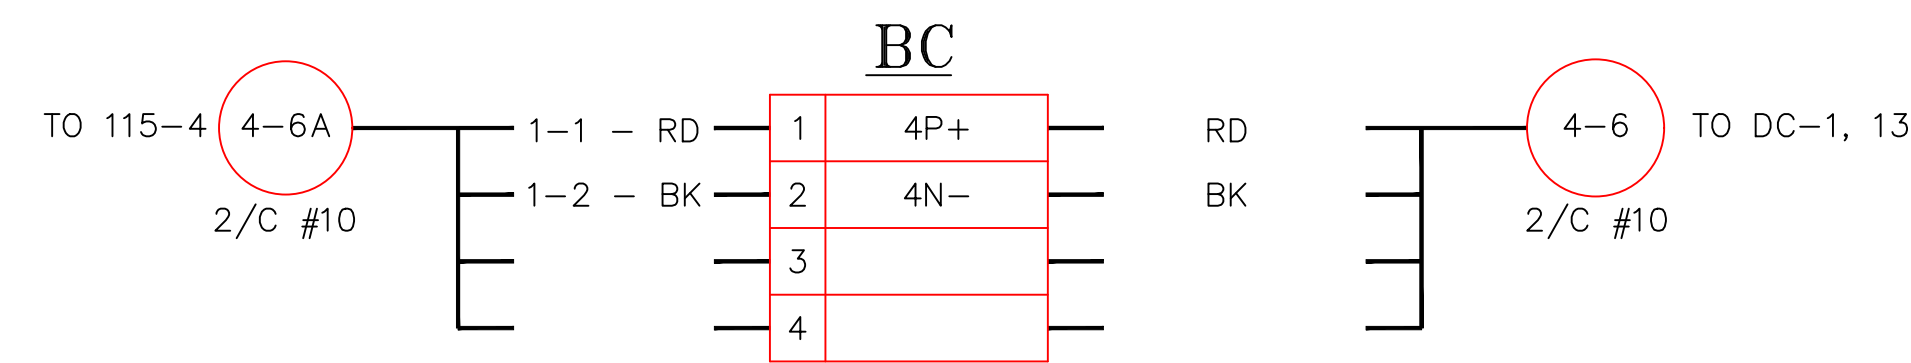 BC
TO 115-4 4-6A 1-1 - RD 1 4P+ RD 4-6 TO DC-1, 13
1-2 - BK 2 4N- BK
2/C #10 2/C #10
3
4